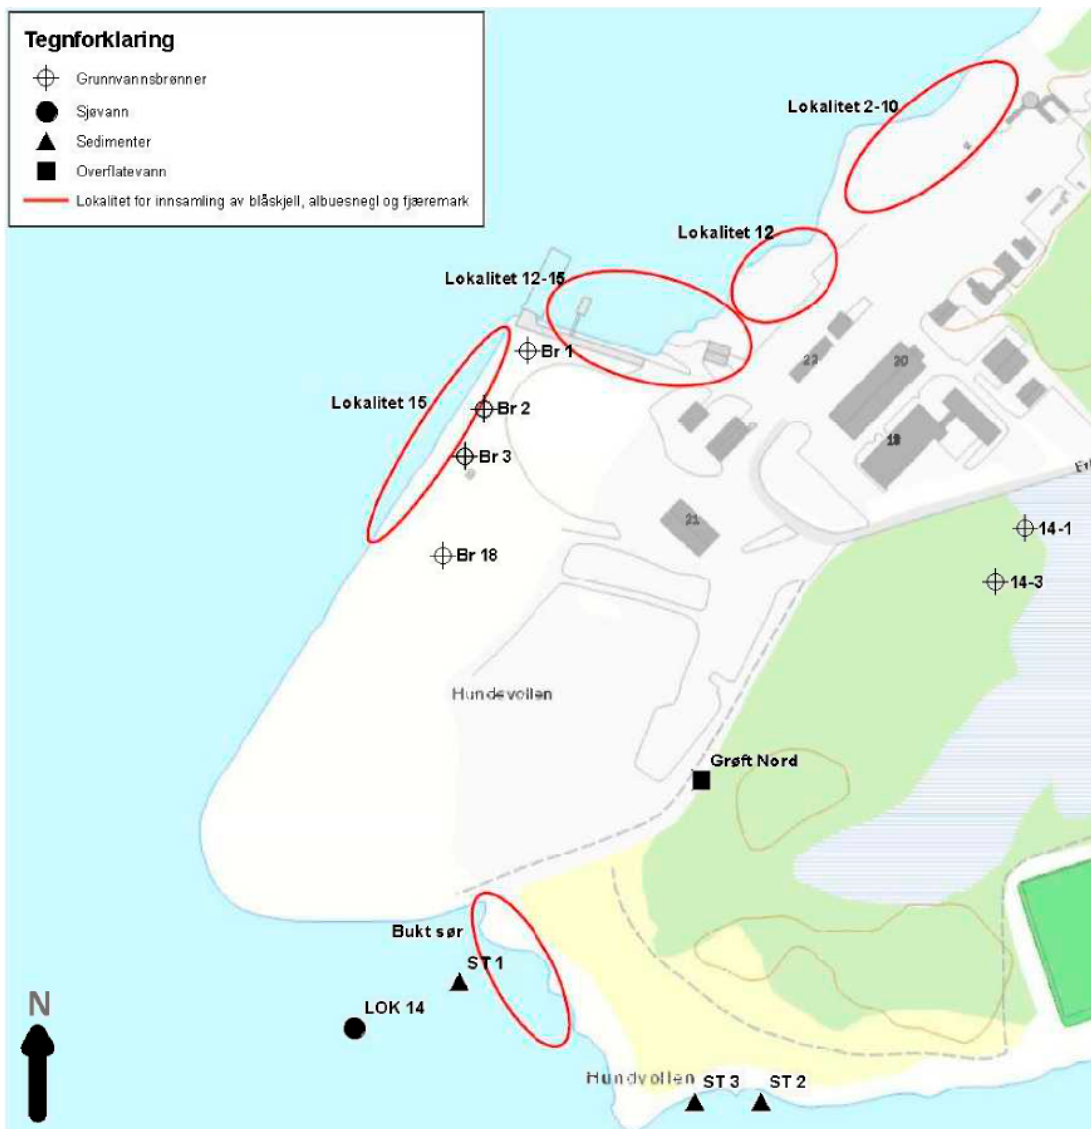 Tegnforklaring
Grunnvannsbrønner
Sjøvann
Sedimenter
Overflatevann
Lokalitet for innsamling av blåskjell, albuesnegl og fjæremark
Lokalitet 2-10
Lokalitet 12
Lokalitet 12-15
Br 1
22
20
Lokalitet 15
Br 2
19
Br 3
21
14-1
Br 18
14-3
Hundsvollen
Grøft Nord
Bukt sør
ST 1
N
LOK 14
Hundvollen
ST 3
ST 2